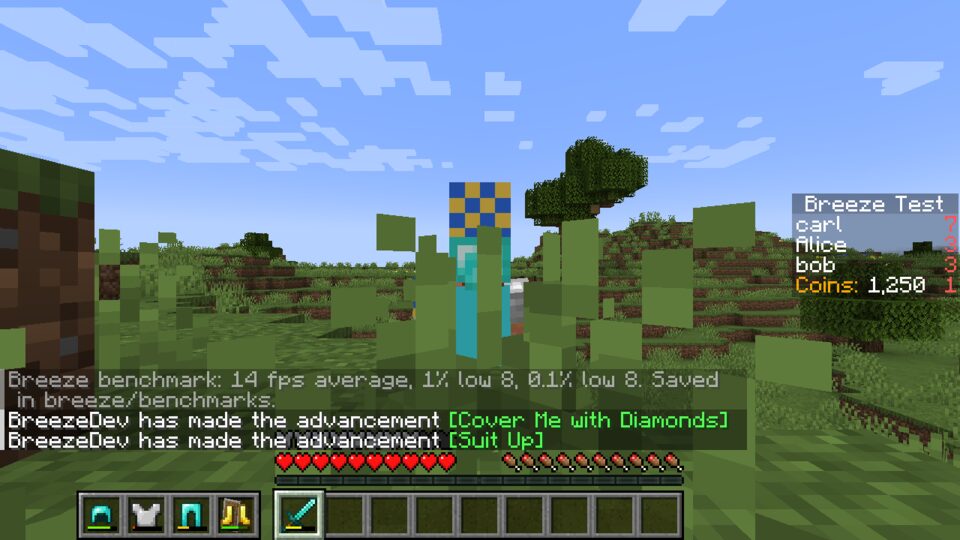 Breeze Test
carl 7
Alice 3
bob 3
Coins: 1,250 1
Breeze benchmark: 14 fps average, 1% low 8, 0.1% low 8. Saved
in breeze/benchmarks.
BreezeDev has made the advancement [Cover Me with Diamonds]
BreezeDev has made the advancement [Suit Up]